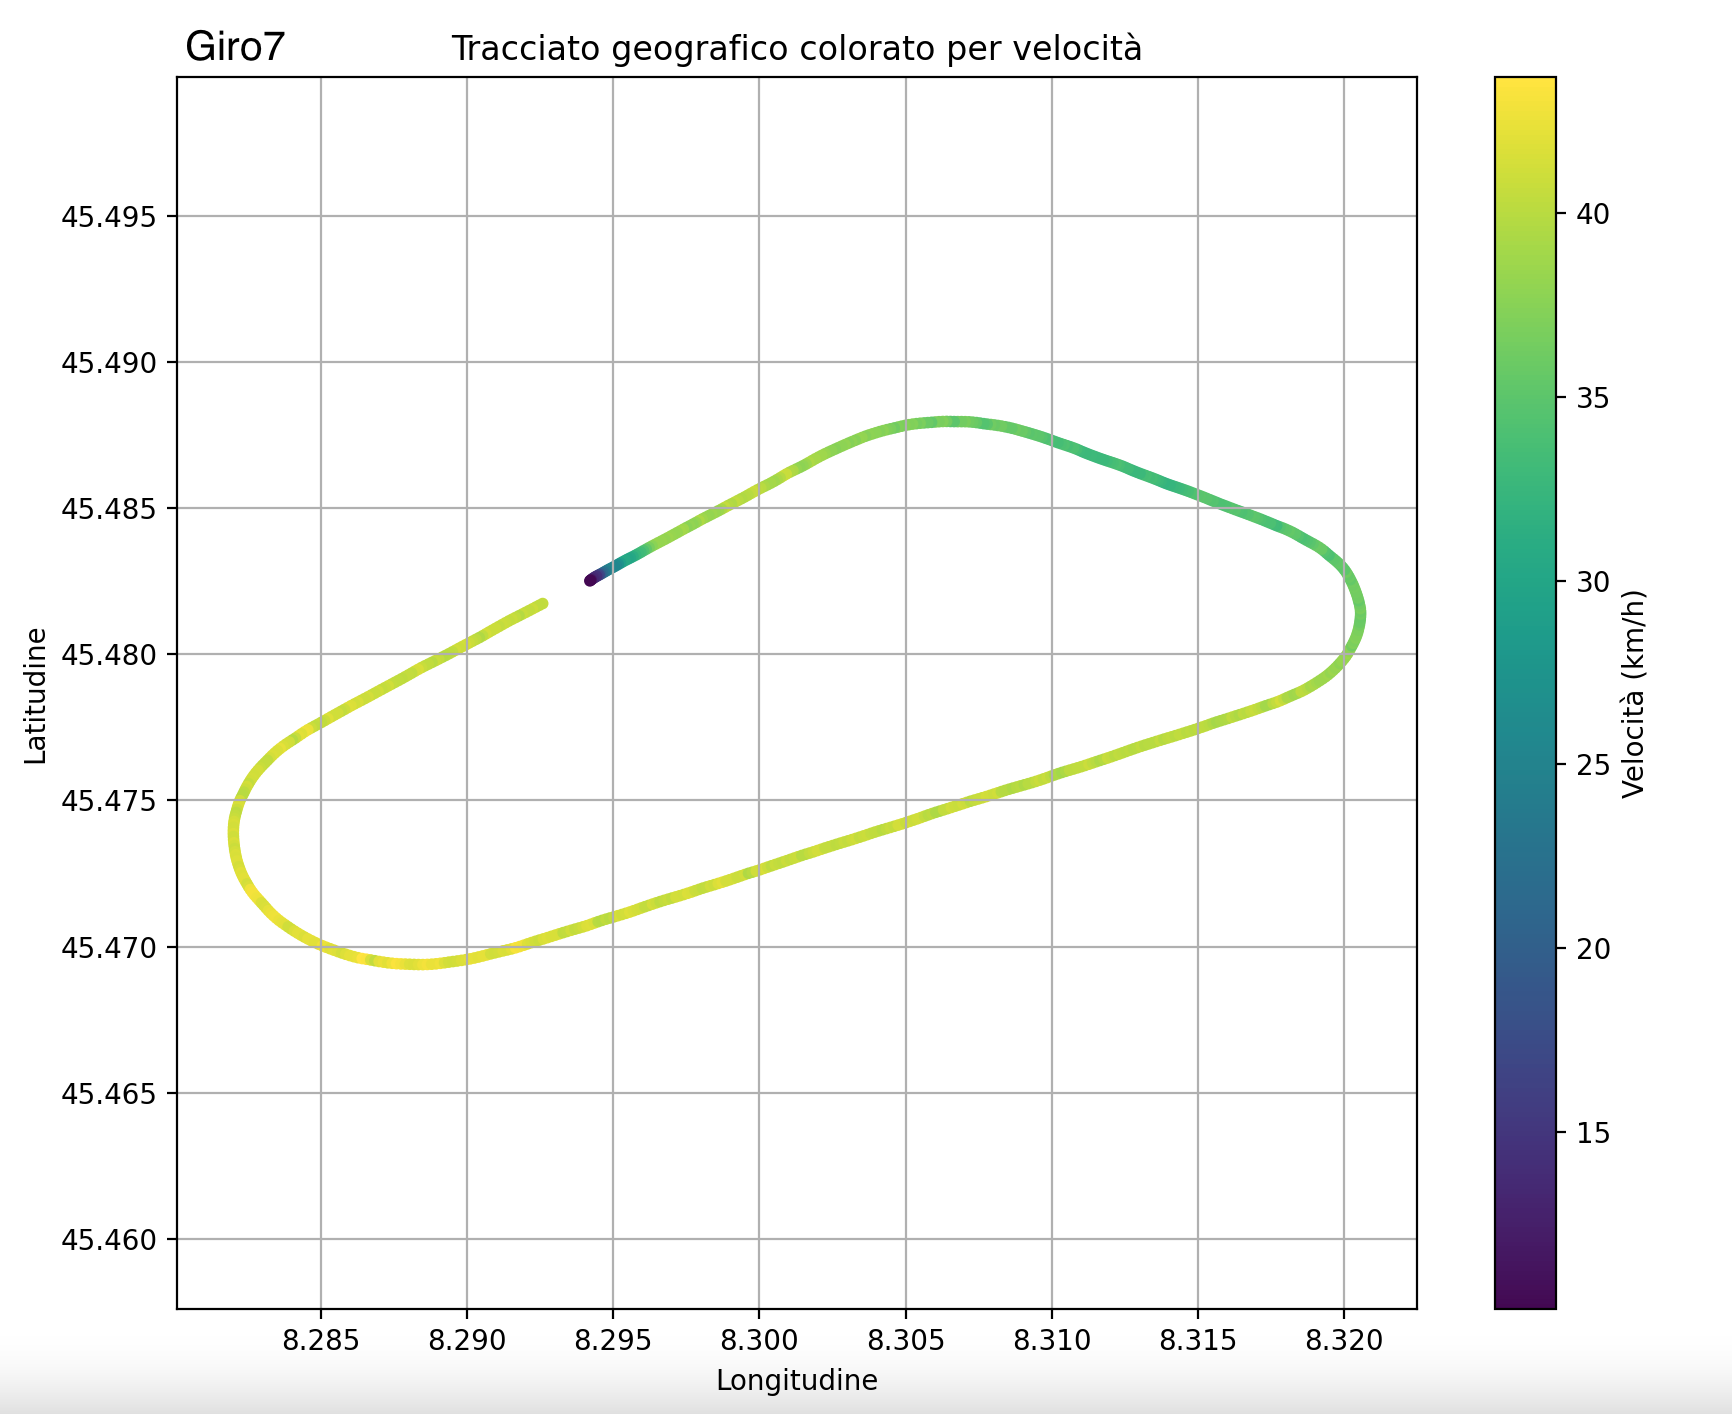 Giro7
Tracciato geografico colorato per velocità
45.495
45.490
45.485
45.480
45.475
45.470
45.465
45.460
Latitudine
8.285 8.290 8.295 8.300 8.305 8.310 8.315 8.320
Longitudine
40
35
30
25
20
15
Velocità (km/h)